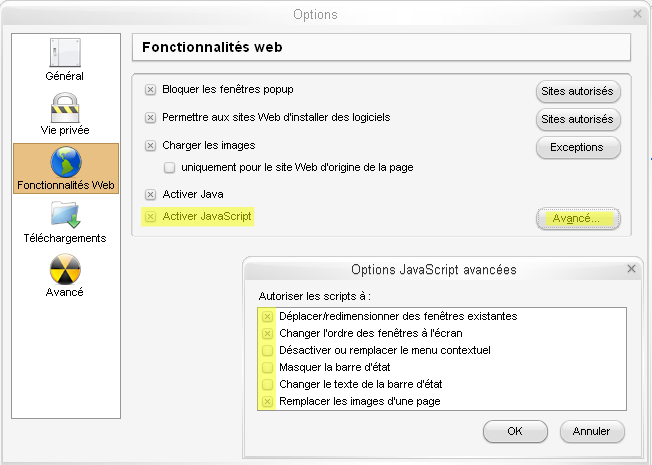 Options
Général
Vie privée
Fonctionnalités Web
Téléchargements
Avancé
Fonctionnalités web
Bloquer les fenêtres popup
Sites autorisés
Permettre aux sites Web d'installer des logiciels
Sites autorisés
Charger les images
Exceptions
uniquement pour le site Web d'origine de la page
Activer Java
Activer JavaScript
Avancé...
Options JavaScript avancées
Autoriser les scripts à :
Déplacer/redimensionner des fenêtres existantes
Changer l'ordre des fenêtres à l'écran
Désactiver ou remplacer le menu contextuel
Masquer la barre d'état
Changer le texte de la barre d'état
Remplacer les images d'une page
OK
Annuler